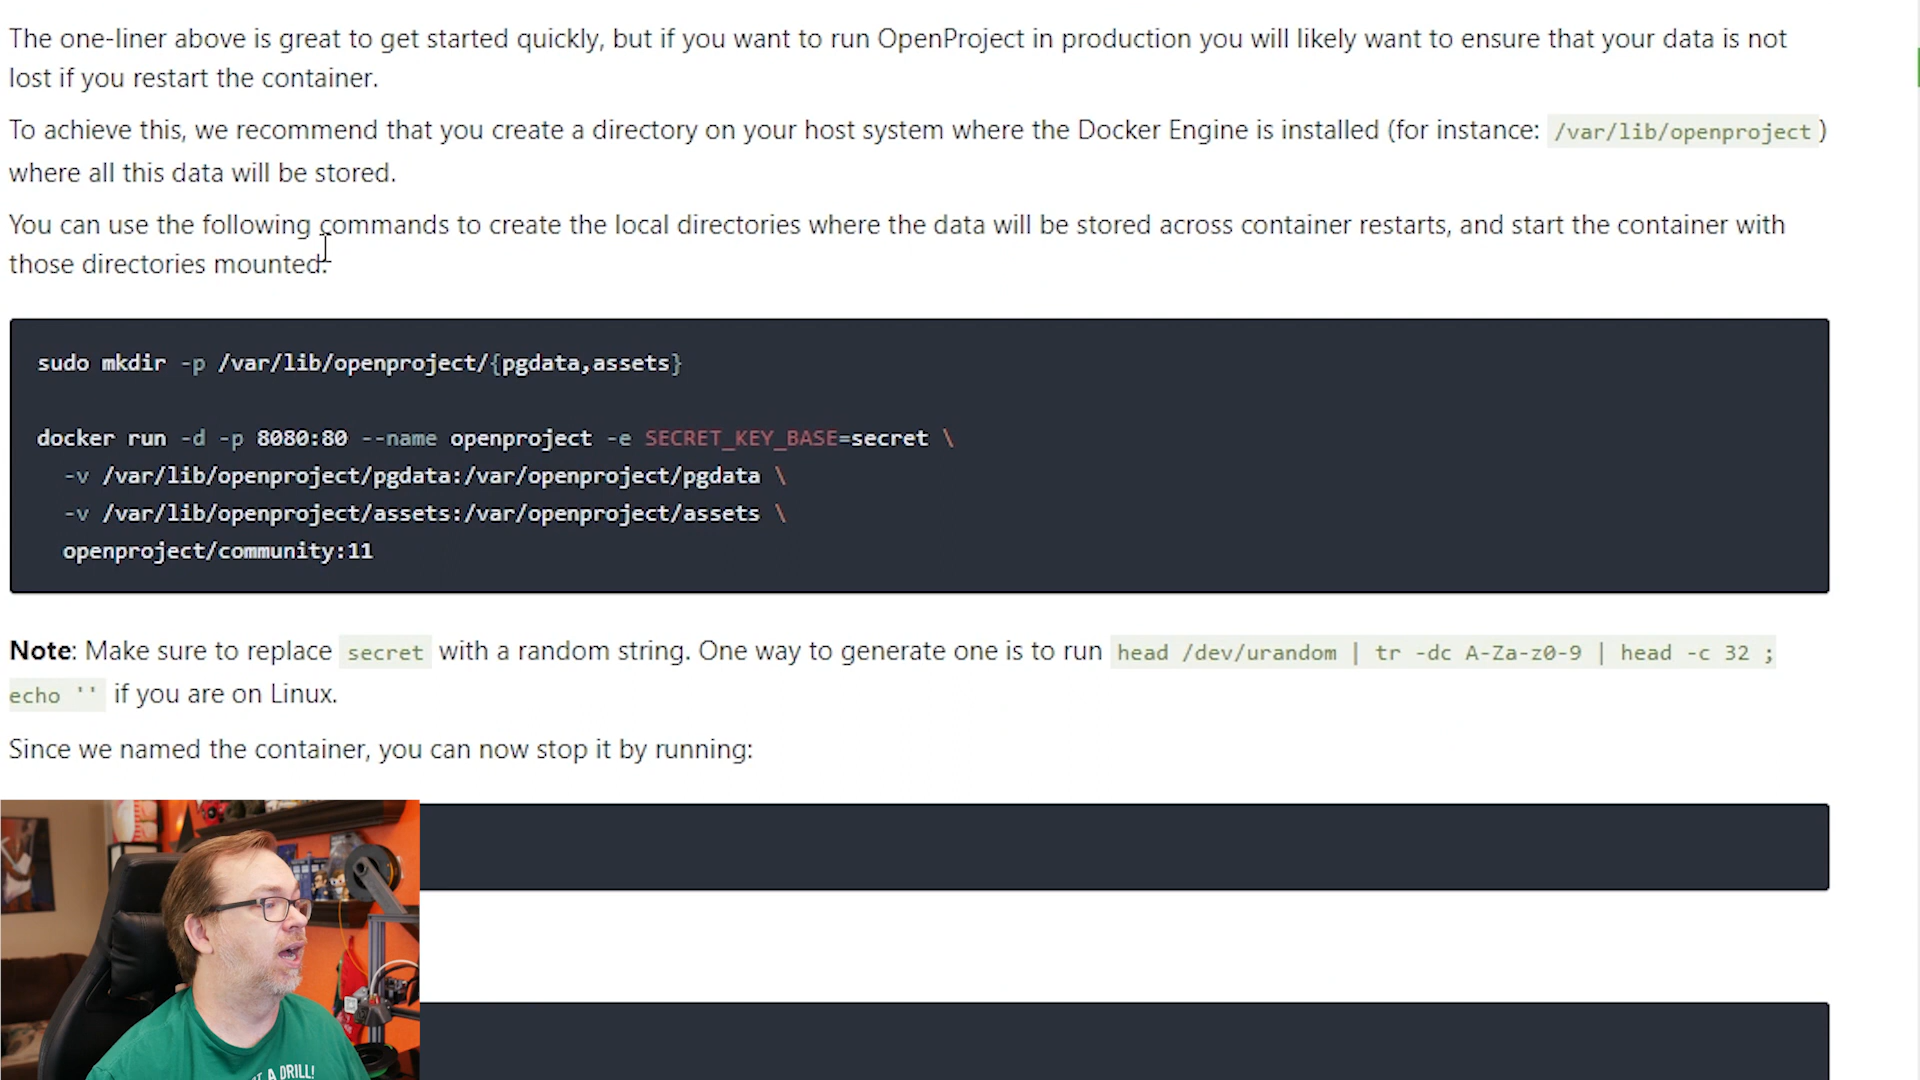 The one-liner above is great to get started quickly, but if you want to run OpenProject in production you will likely want to ensure that your data is not
lost if you restart the container.
To achieve this, we recommend that you create a directory on your host system where the Docker Engine is installed (for instance: /var/lib/openproject)
where all this data will be stored.
You can use the following commands to create the local directories where the data will be stored across container restarts, and start the container with
those directories mounted:
sudo mkdir -p /var/lib/openproject/{pgdata,assets}
docker run -d -p 8080:80 --name openproject -e SECRET_KEY_BASE=secret \
-v /var/lib/openproject/pgdata:/var/openproject/pgdata \
-v /var/lib/openproject/assets:/var/openproject/assets \
openproject/community:11
Note: Make sure to replace secret with a random string. One way to generate one is to run head /dev/urandom | tr -dc A-Za-z0-9 | head -c 32 ;
echo '' if you are on Linux.
Since we named the container, you can now stop it by running:
A DRILL!